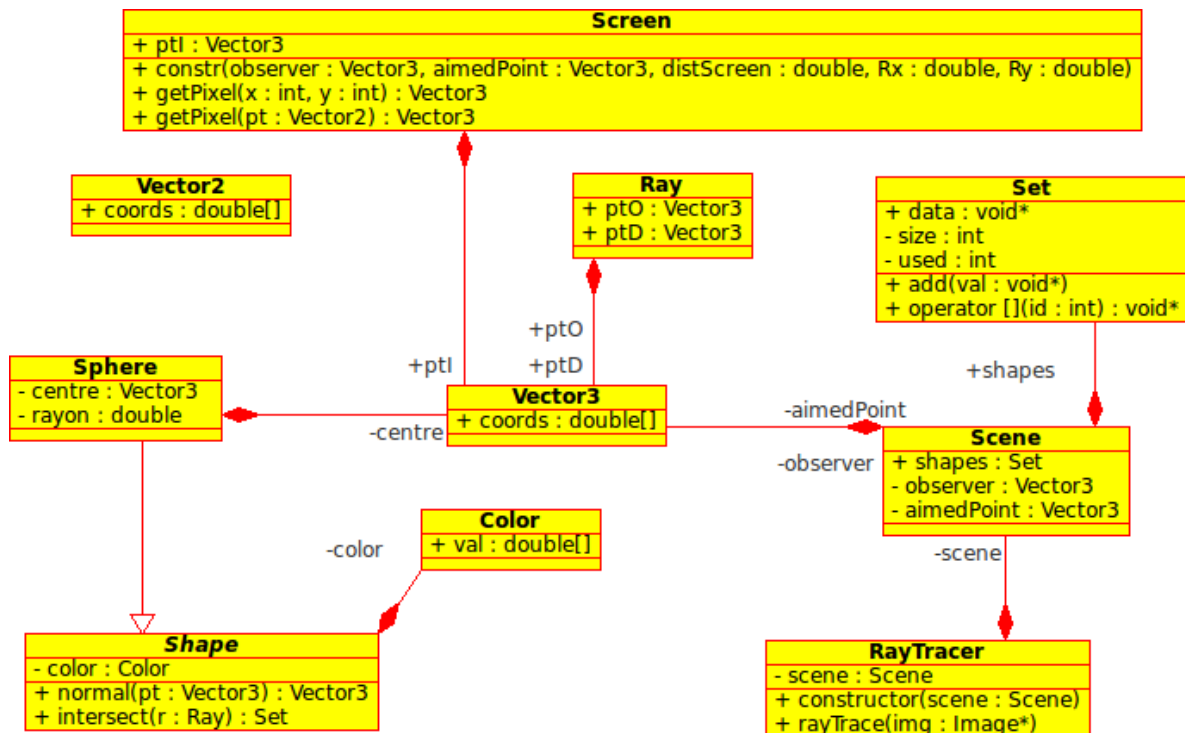 Screen
+ ptI : Vector3
+ constr(observer : Vector3, aimedPoint : Vector3, distScreen : double, Rx : double, Ry : double)
+ getPixel(x : int, y : int) : Vector3
+ getPixel(pt : Vector2) : Vector3
Vector2
+ coords : double[]
Ray
+ ptO : Vector3
+ ptD : Vector3
Set
+ data : void*
- size : int
- used : int
+ add(val : void*)
+ operator [](id : int) : void*
+ptO
+ptI
+ptD
+shapes
Sphere
- centre : Vector3
- rayon : double
-centre
Vector3
+ coords : double[]
-aimedPoint
-observer
Scene
+ shapes : Set
- observer : Vector3
- aimedPoint : Vector3
-color
Color
+ val : double[]
-scene
Shape
- color : Color
+ normal(pt : Vector3) : Vector3
+ intersect(r : Ray) : Set
RayTracer
- scene : Scene
+ constructor(scene : Scene)
+ rayTrace(img : Image*)